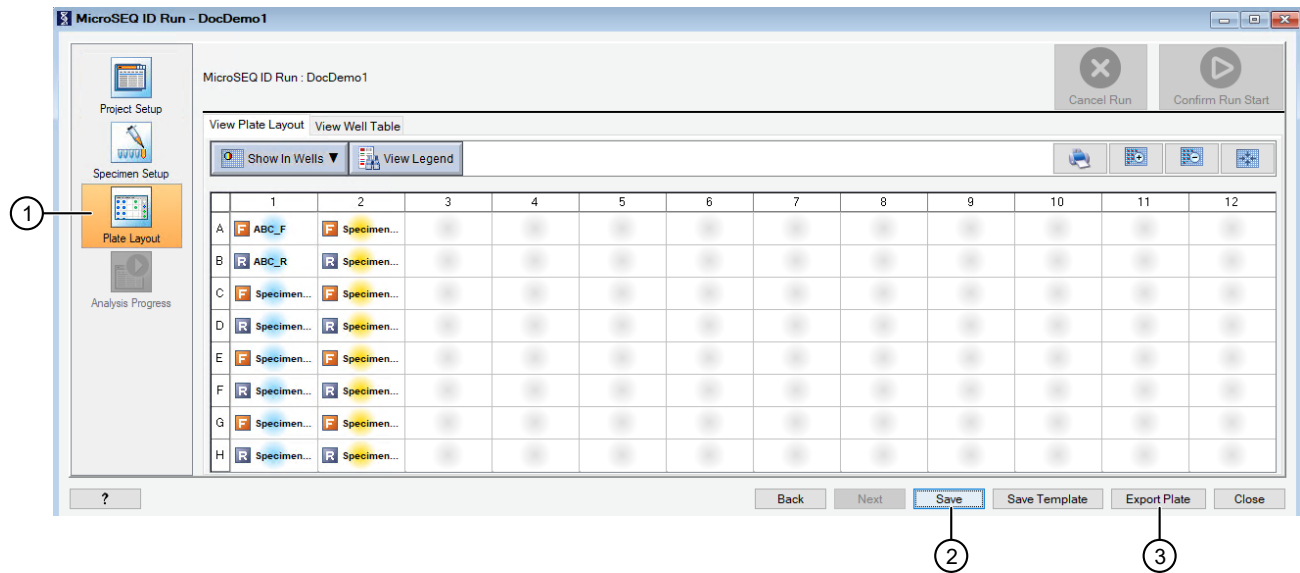 MicroSEQ ID Run - DocDemo1
Project Setup
Specimen Setup
Plate Layout
Analysis Progress
MicroSEQ ID Run : DocDemo1
Cancel Run
Confirm Run Start
View Plate Layout View Well Table
Show In Wells ▼ View Legend
1 2 3 4 5 6 7 8 9 10 11 12
A F ABC_F F Specimen...
B R ABC_R R Specimen...
C F Specimen... F Specimen...
D R Specimen... R Specimen...
E F Specimen... F Specimen...
F R Specimen... R Specimen...
G F Specimen... F Specimen...
H R Specimen... R Specimen...
? Back Next Save Save Template Export Plate Close
1
2
3